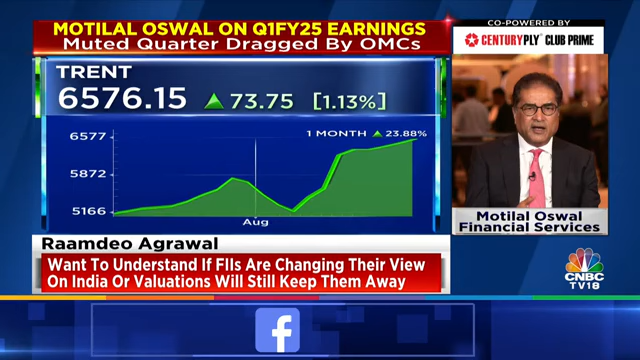 MOTILAL OSWAL ON Q1FY25 EARNINGS
Muted Quarter Dragged By OMCs
CO-POWERED BY
CENTURYPLY CLUB PRIME
TRENT
6576.15 ▲ 73.75 [1.13%]
1 MONTH ▲ 23.88%
6577
5872
5166
Aug
Motilal Oswal
Financial Services
Raamdeo Agrawal
Want To Understand If FIIs Are Changing Their View
On India Or Valuations Will Still Keep Them Away
CNBC
TV18
f